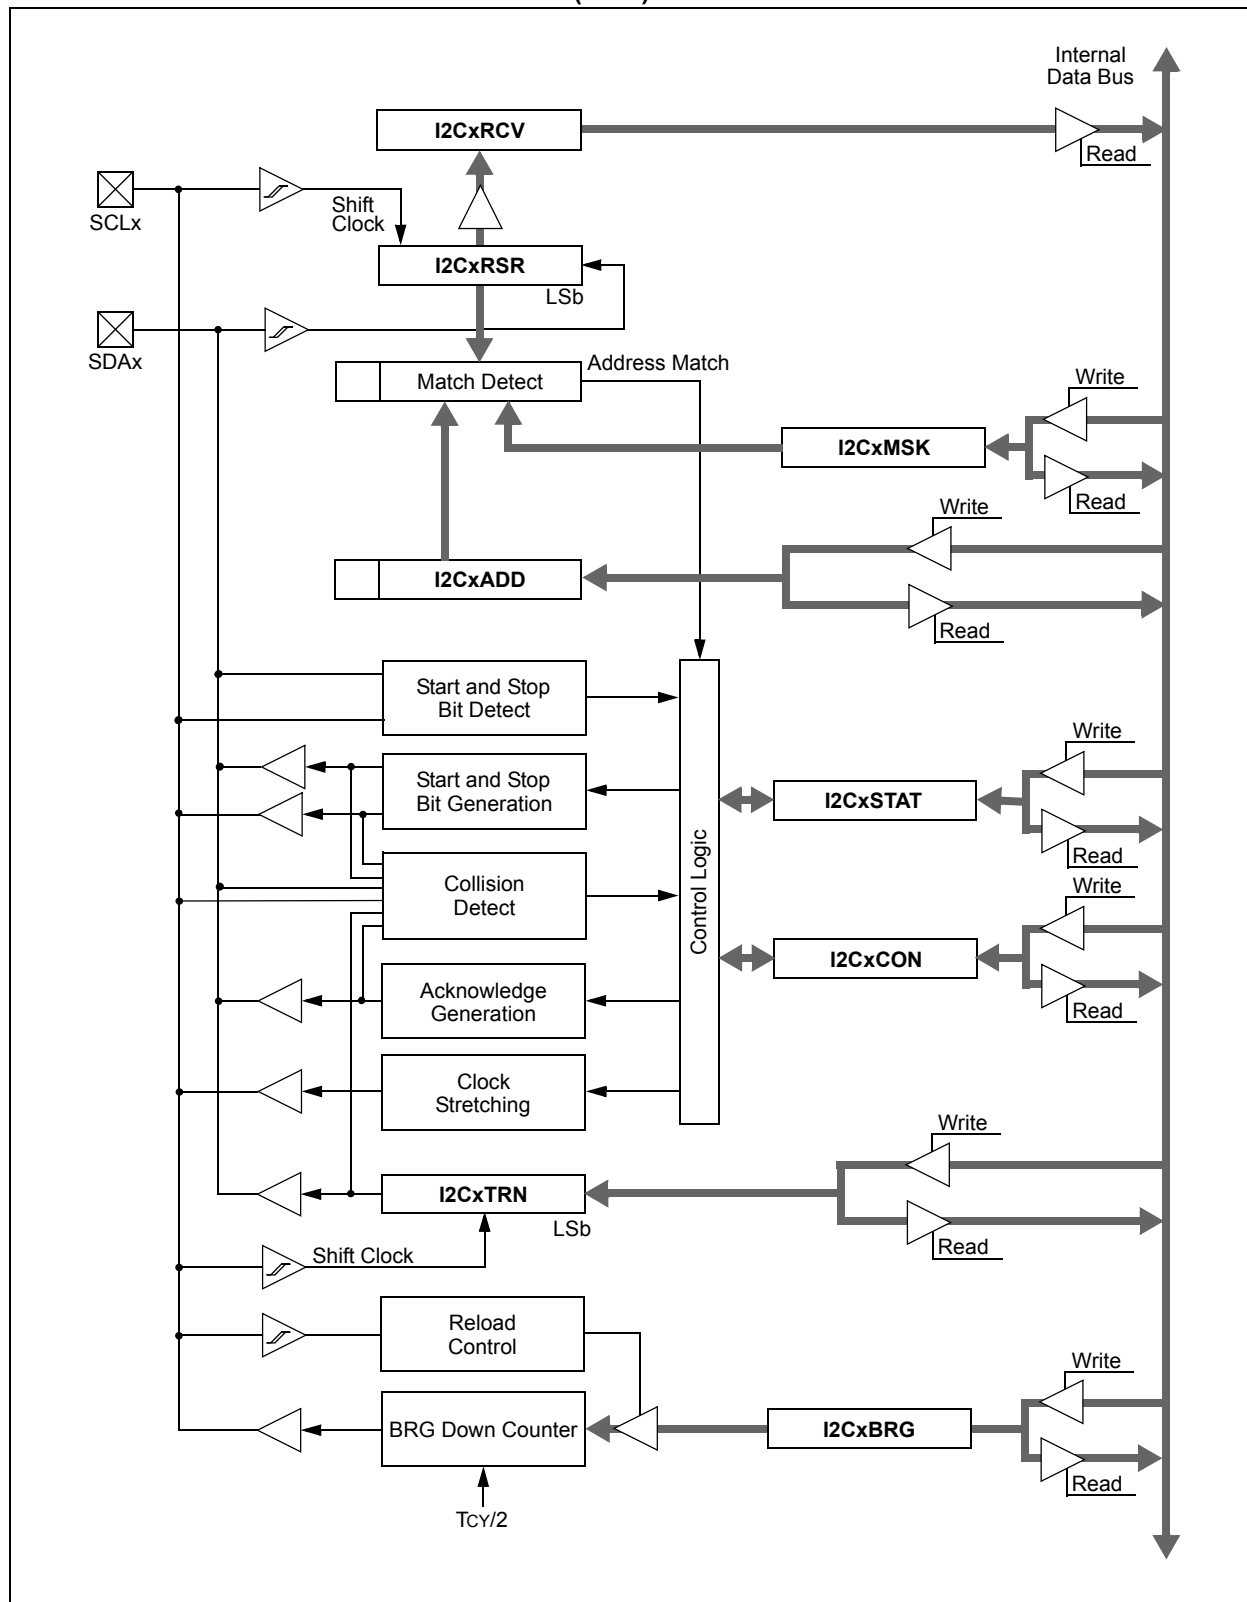 Internal
Data Bus
I2CxRCV
Read
SCLx
Shift
Clock
I2CxRSR
LSb
SDAx
Address Match
Match Detect
Write
I2CxMSK
Read
Write
I2CxADD
Read
Start and Stop
Bit Detect
Write
Start and Stop
Bit Generation
I2CxSTAT
Read
Control Logic
Collision
Detect
Write
I2CxCON
Read
Acknowledge
Generation
Clock
Stretching
Write
I2CxTRN
LSb
Read
Shift Clock
Reload
Control
Write
BRG Down Counter
I2CxBRG
Read
TCY/2